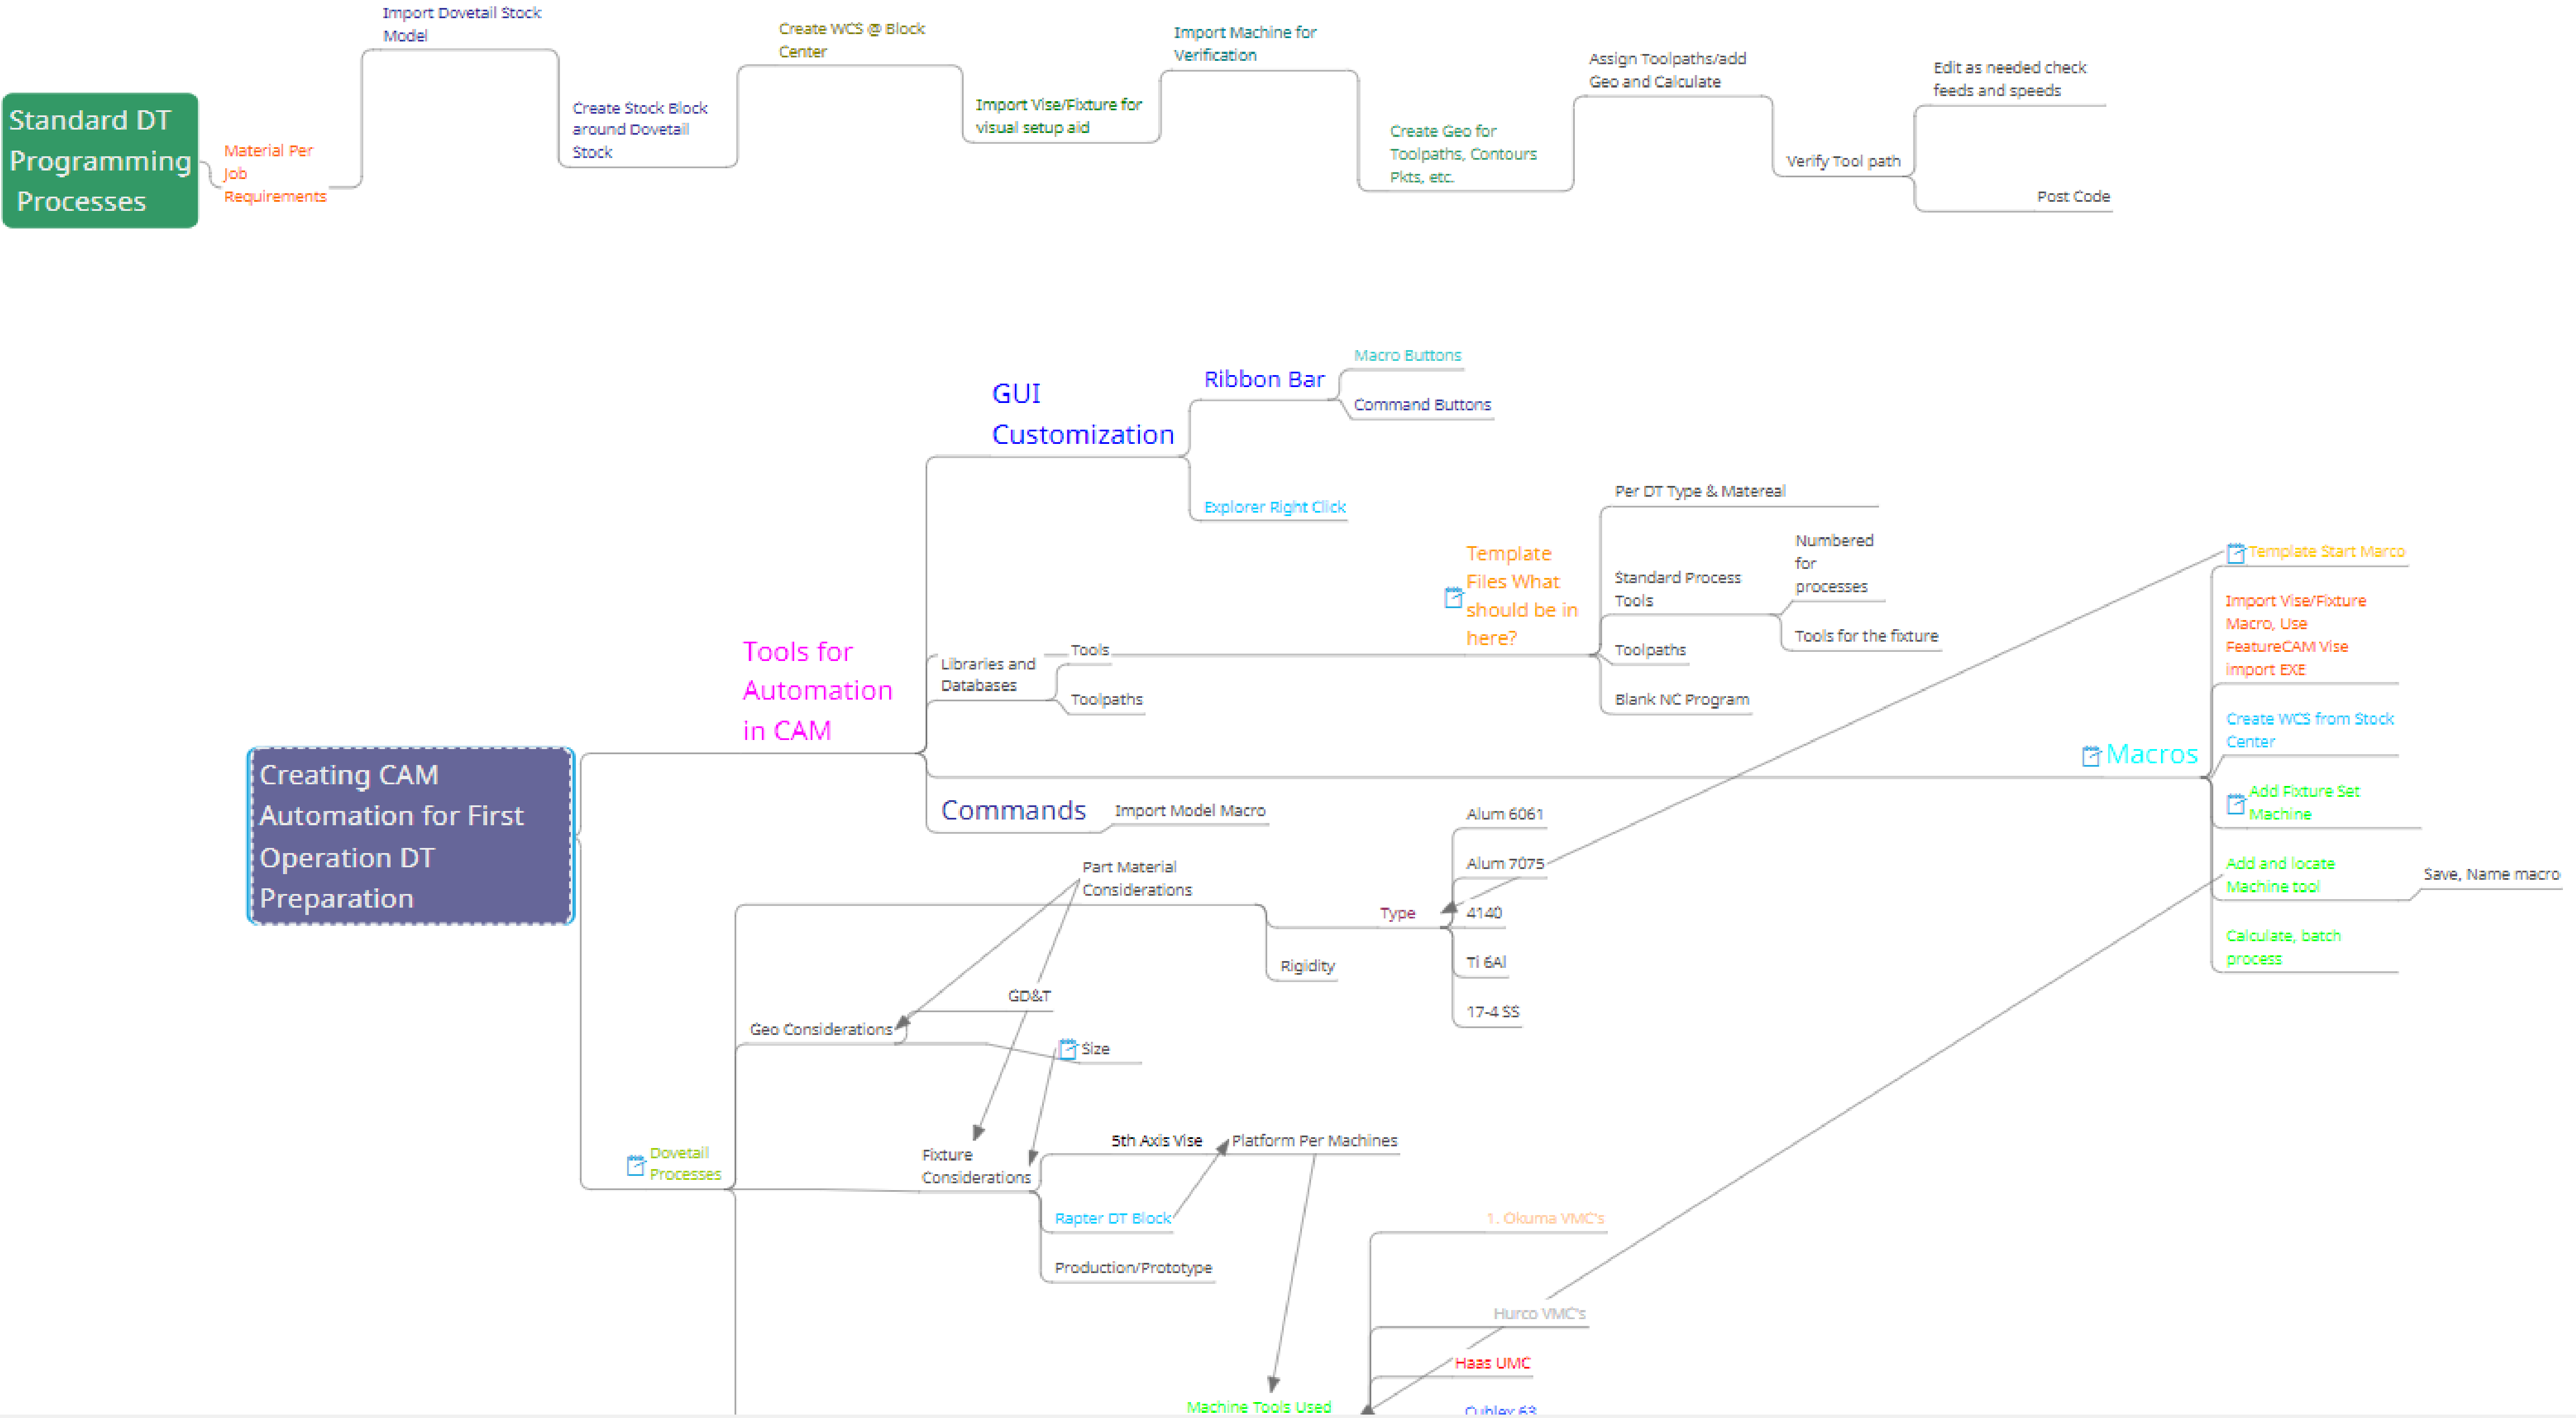 Import Dovetail Stock
Model
Create WCS @ Block
Center
Import Machine for
Verification
Assign Toolpaths/add
Geo and Calculate
Edit as needed check
feeds and speeds
Standard DT
Programming
Processes
Material Per
Job
Requirements
Create Stock Block
around Dovetail
Stock
Import Vise/Fixture for
visual setup aid
Create Geo for
Toolpaths, Contours
Pkts, etc.
Verify Tool path
Post Code
GUI
Customization
Ribbon Bar
Macro Buttons
Command Buttons
Explorer Right Click
Tools for
Automation
in CAM
Libraries and
Databases
Tools
Toolpaths
Template
Files What
should be in
here?
Per DT Type & Matereal
Standard Process
Tools
Numbered
for
processes
Tools for the fixture
Toolpaths
Blank NC Program
Macros
Template Start Marco
Import Vise/Fixture
Macro, Use
FeatureCAM Vise
import EXE
Create WCS from Stock
Center
Add Fixture Set
Machine
Add and locate
Machine tool
Save, Name macro
Calculate, batch
process
Commands
Import Model Macro
Creating CAM
Automation for First
Operation DT
Preparation
Part Material
Considerations
Type
Alum 6061
Alum 7075
4140
Ti 6Al
17-4 SS
Rigidity
GD&T
Geo Considerations
Size
Dovetail
Processes
Fixture
Considerations
5th Axis Vise
Platform Per Machines
Rapter DT Block
Production/Prototype
1. Okuma VMC's
Hurco VMC's
Haas UMC
Machine Tools Used
Cublex 63